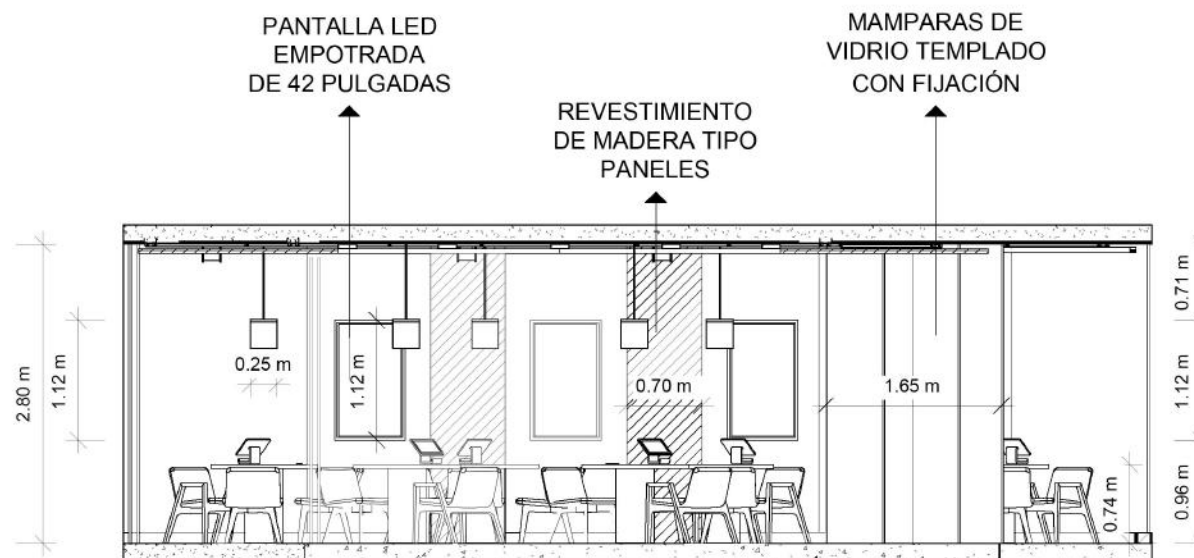 PANTALLA LED
EMPOTRADA
DE 42 PULGADAS
REVESTIMIENTO
DE MADERA TIPO
PANELES
MAMPARAS DE
VIDRIO TEMPLADO
CON FIJACIÓN
2.80 m
1.12 m
0.25 m
1.12 m
0.70 m
1.65 m
0.74 m
0.71 m
1.12 m
0.96 m